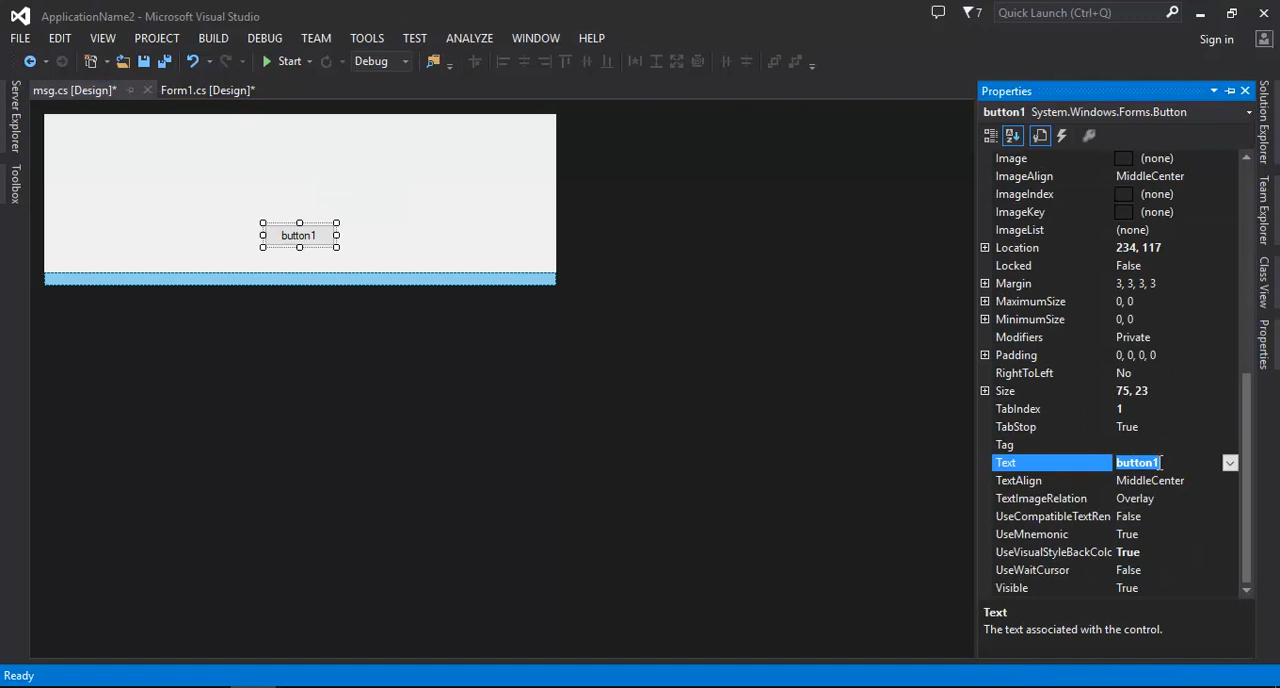 ApplicationName2 - Microsoft Visual Studio
7
Quick Launch (Ctrl+Q)
FILE EDIT VIEW PROJECT BUILD DEBUG TEAM TOOLS TEST ANALYZE WINDOW HELP
Sign in
Start
Debug
msg.cs [Design]*
Form1.cs [Design]*
Server Explorer
Toolbox
button1
Properties
button1 System.Windows.Forms.Button
Image (none)
ImageAlign MiddleCenter
ImageIndex (none)
ImageKey (none)
ImageList (none)
Location 234, 117
Locked False
Margin 3, 3, 3, 3
MaximumSize 0, 0
MinimumSize 0, 0
Modifiers Private
Padding 0, 0, 0, 0
RightToLeft No
Size 75, 23
TabIndex 1
TabStop True
Tag
Text button1
TextAlign MiddleCenter
TextImageRelation Overlay
UseCompatibleTextRen False
UseMnemonic True
UseVisualStyleBackColc True
UseWaitCursor False
Visible True
Text
The text associated with the control.
Solution Explorer
Team Explorer
Class View
Properties
Ready